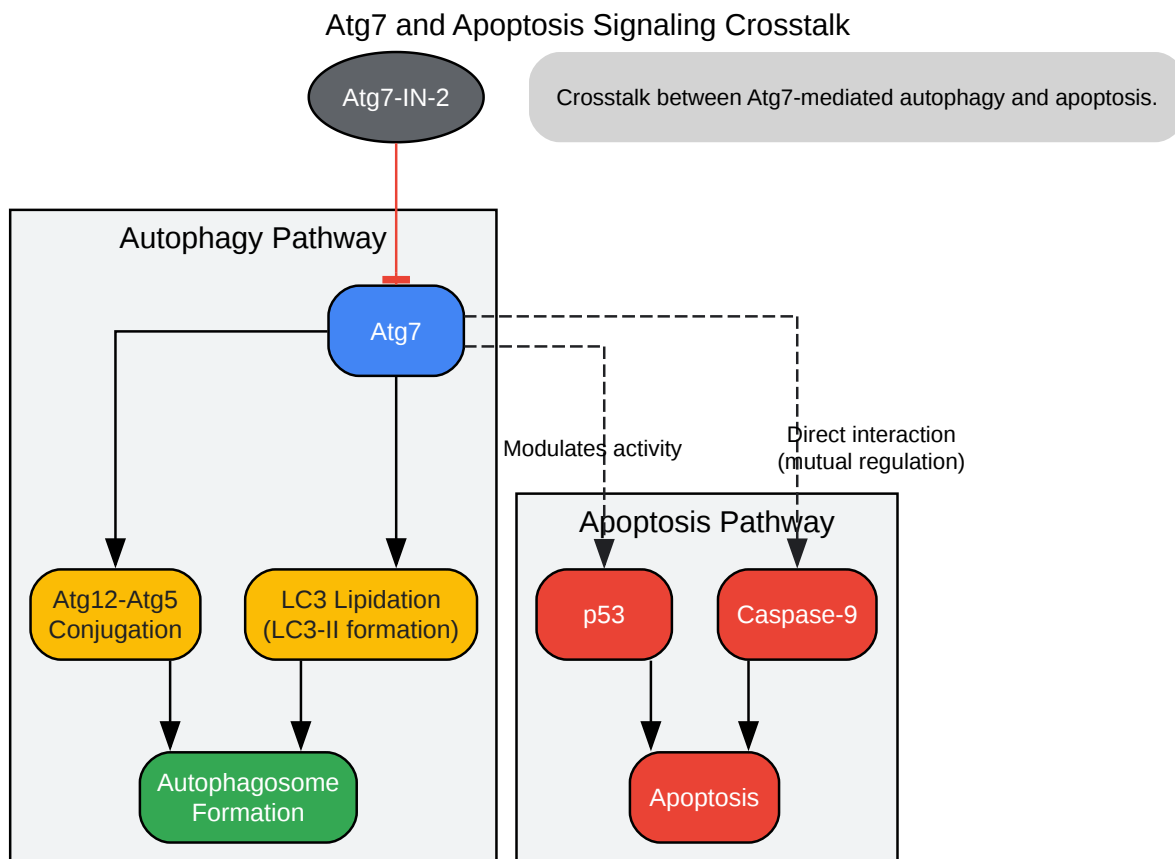 Atg7 and Apoptosis Signaling Crosstalk
Atg7-IN-2
Crosstalk between Atg7-mediated autophagy and apoptosis.
Autophagy Pathway
Atg7
Modulates activity
Direct interaction
(mutual regulation)
Apoptosis Pathway
Atg12-Atg5
Conjugation
LC3 Lipidation
(LC3-II formation)
p53
Caspase-9
Autophagosome
Formation
Apoptosis